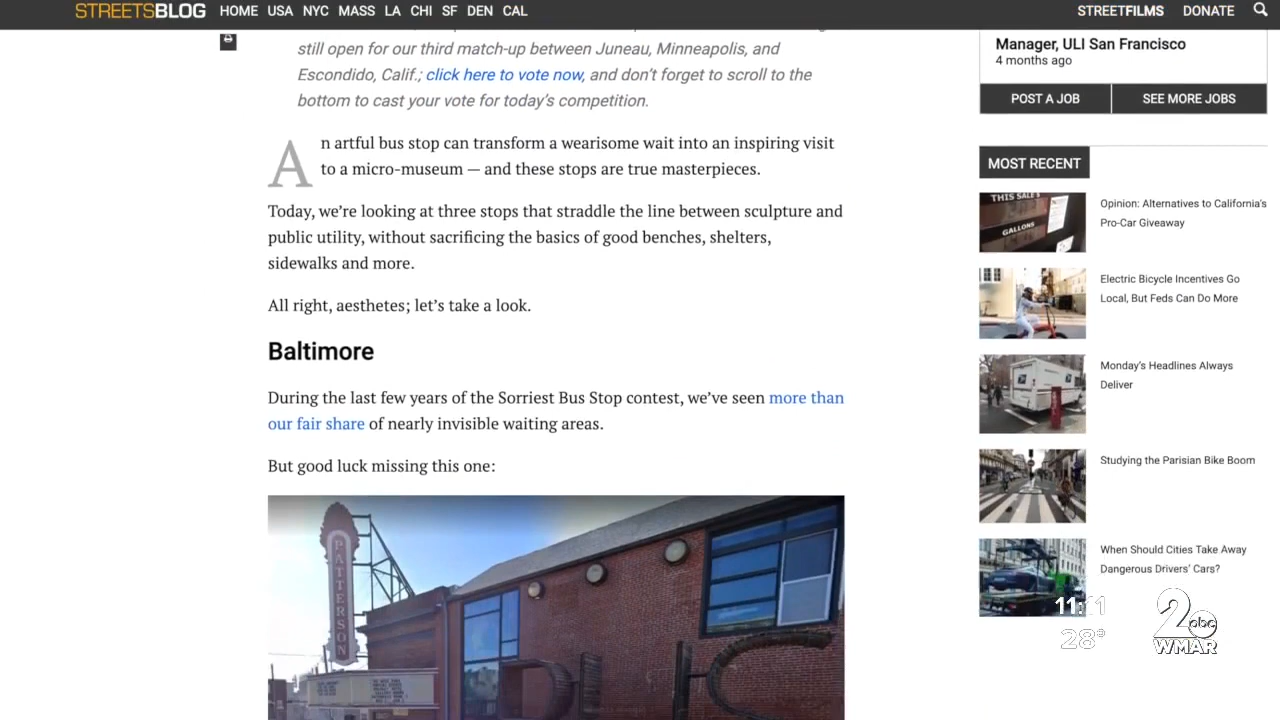 STREETSBLOG HOME USA NYC MASS LA CHI SF DEN CAL STREETFILMS DONATE
still open for our third match-up between Juneau, Minneapolis, and
Escondido, Calif.; click here to vote now, and don't forget to scroll to the
bottom to cast your vote for today's competition.
An artful bus stop can transform a wearisome wait into an inspiring visit
to a micro-museum — and these stops are true masterpieces.
Today, we're looking at three stops that straddle the line between sculpture and
public utility, without sacrificing the basics of good benches, shelters,
sidewalks and more.
All right, aesthetes; let's take a look.
Baltimore
During the last few years of the Sorriest Bus Stop contest, we've seen more than
our fair share of nearly invisible waiting areas.
But good luck missing this one:
PATTERSON
Manager, ULI San Francisco
4 months ago
POST A JOB SEE MORE JOBS
MOST RECENT
THIS SALE $
GALLONS
Opinion: Alternatives to California's
Pro-Car Giveaway
Electric Bicycle Incentives Go
Local, But Feds Can Do More
Monday's Headlines Always
Deliver
Studying the Parisian Bike Boom
When Should Cities Take Away
Dangerous Drivers' Cars?
11:11
28°
2 abc
WMAR